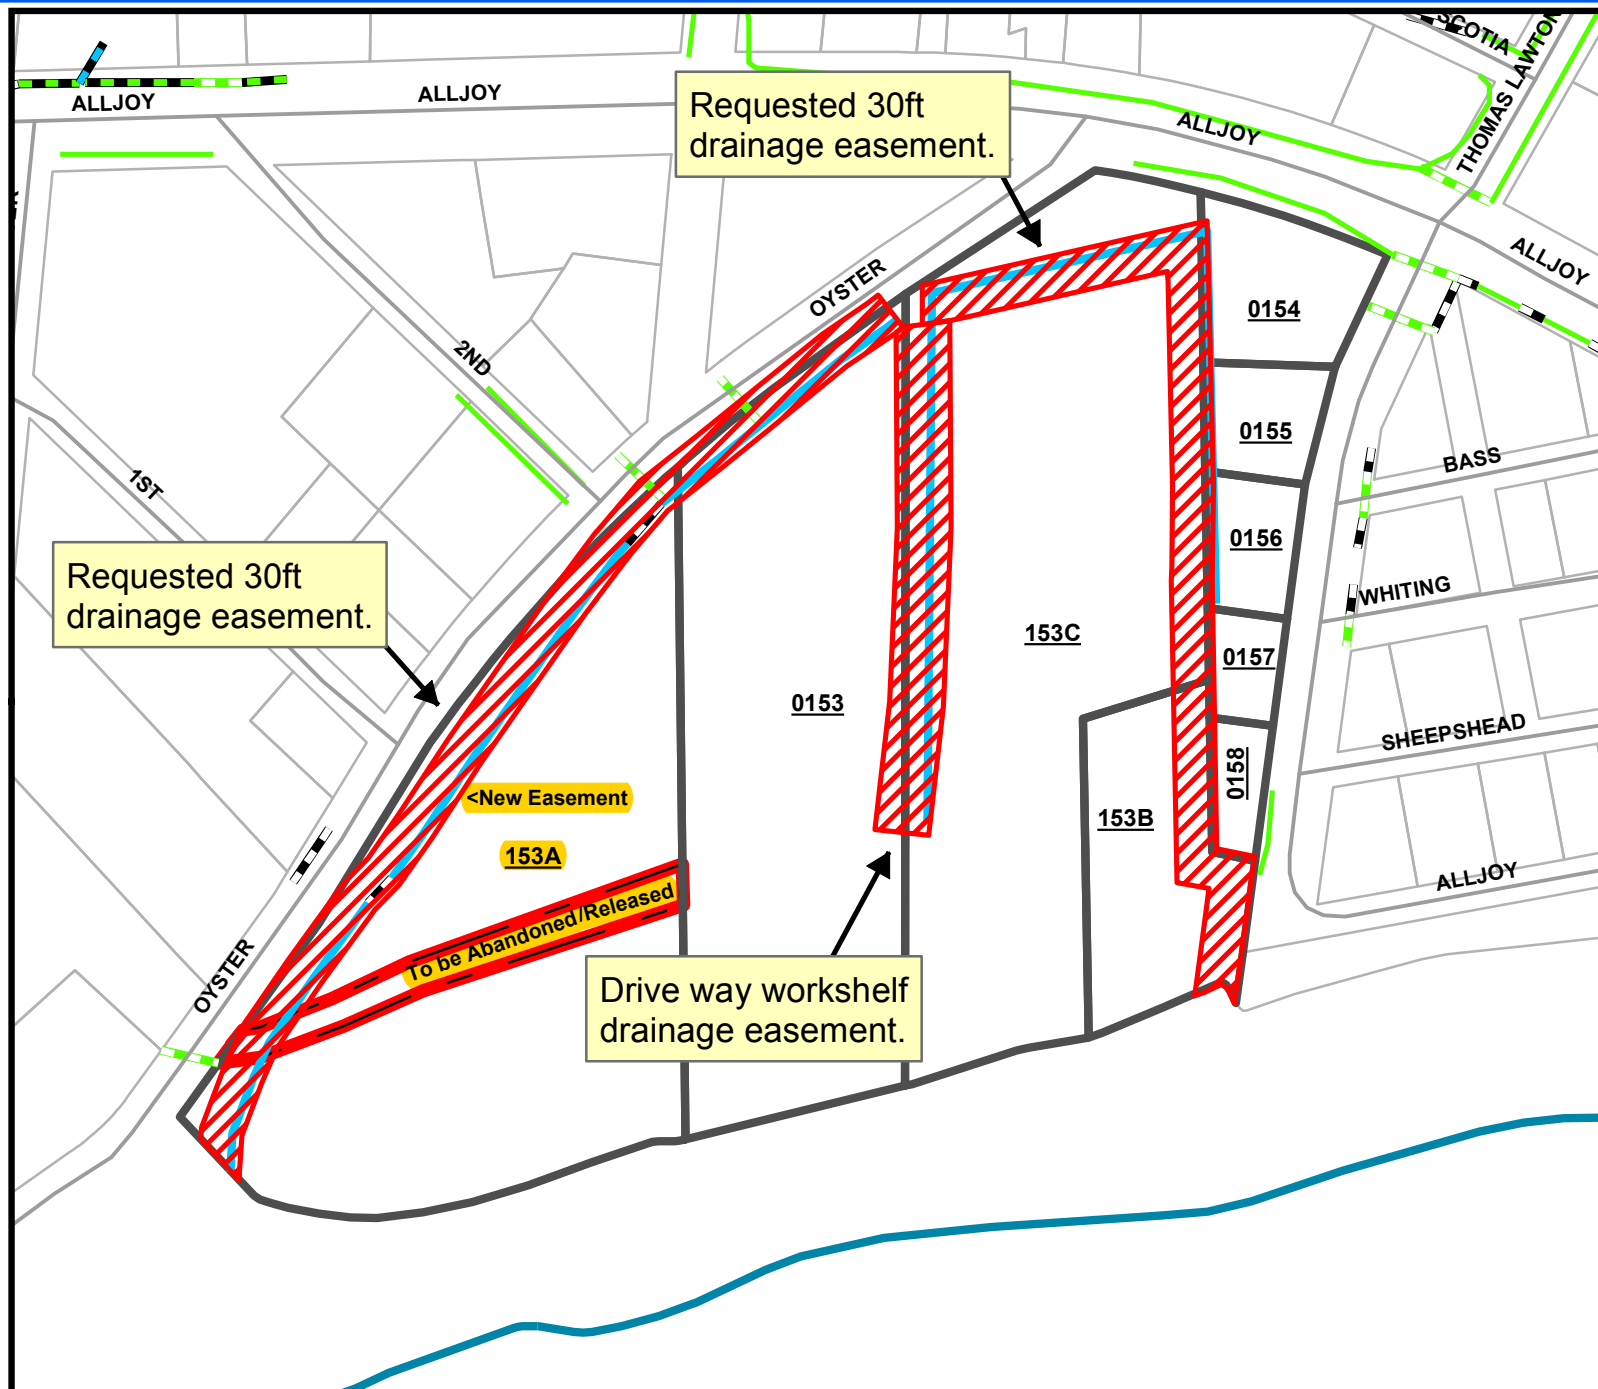 SCOTIA
THOMAS LAWTON
ALLJOY
ALLJOY
Requested 30ft
drainage easement.
ALLJOY
ALLJOY
OYSTER
2ND
0154
0155
BASS
1ST
0156
Requested 30ft
drainage easement.
WHITING
153C
0157
0153
SHEEPSHEAD
0158
<New Easement
153B
153A
ALLJOY
To be Abandoned/Released
OYSTER
Drive way workshelf
drainage easement.